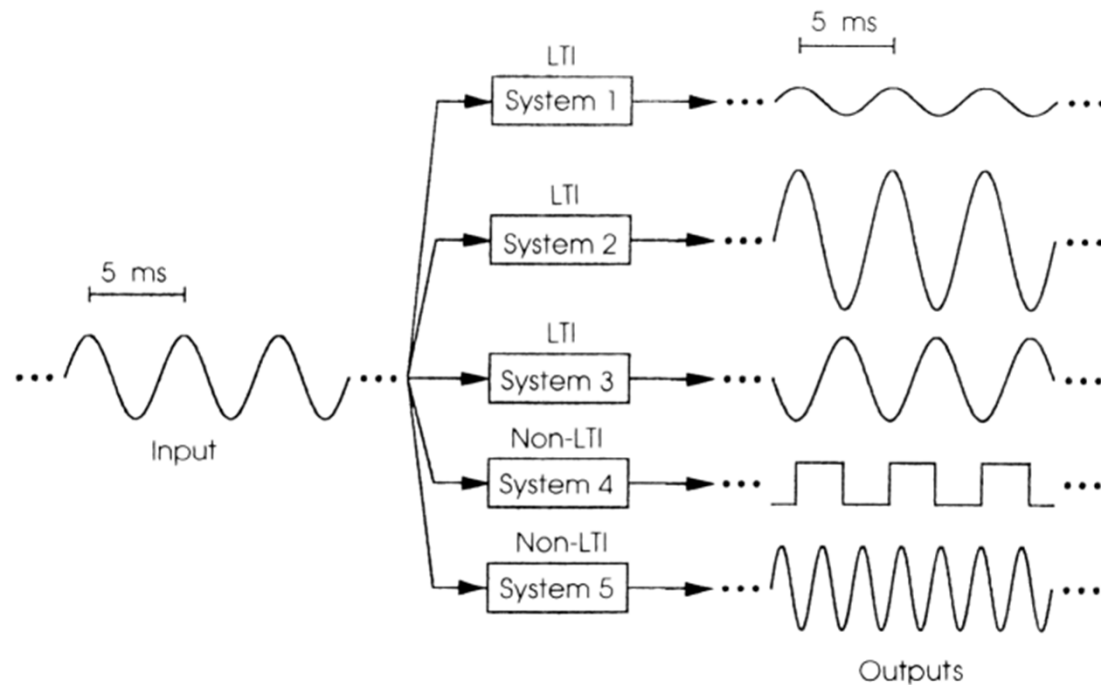 5 ms
LTI
System 1
LTI
System 2
5 ms
LTI
System 3
Input
Non-LTI
System 4
Non-LTI
System 5
Outputs